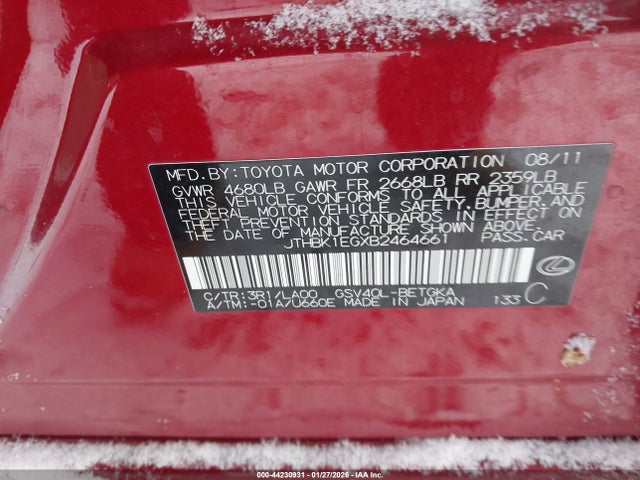 MFD.BY:TOYOTA MOTOR CORPORATION 08/11
GVWR 4680LB GAWR FR 2668LB RR 2359LB
THIS VEHICLE CONFORMS TO ALL APPLICABLE
FEDERAL MOTOR VEHICLE SAFETY,BUMPER,AND
THEFT PREVENTION STANDARDS IN EFFECT ON
THE DATE OF MANUFACTURE SHOWN ABOVE.
JTHBK1EGXB2464661 PASS.CAR
C/TR:3R1/LA00 GSV40L-BETGKA
A/TM:-01A/U660E MADE IN JAPAN 133 C
000-44230931 - 01/27/2026 - IAA Inc.